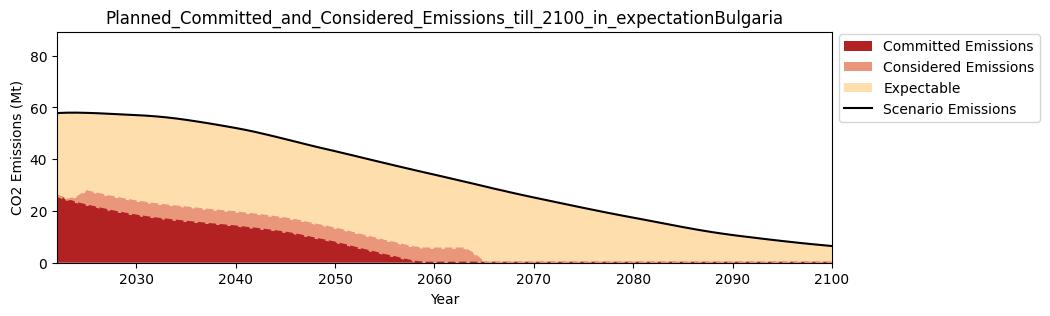 Planned_Committed_and_Considered_Emissions_till_2100_in_expectationBulgaria
Committed Emissions
Considered Emissions
Expectable
Scenario Emissions
CO2 Emissions (Mt)
80
60
40
20
0
2030
2040
2050
2060
2070
2080
2090
2100
Year